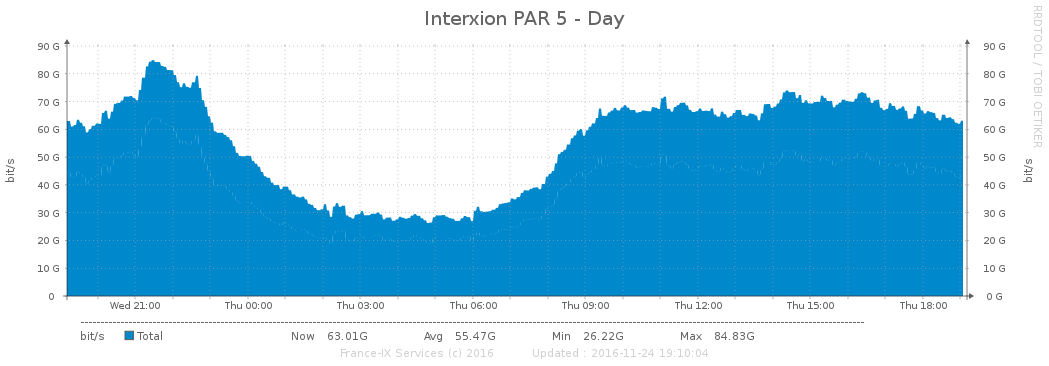 Interxion PAR 5 - Day
RRDTOOL / TOBI OETIKER
bit/s
90 G
80 G
70 G
60 G
50 G
40 G
30 G
20 G
10 G
0
90 G
80 G
70 G
60 G
50 G
40 G
30 G
20 G
10 G
0 G
bit/s
Wed 21:00 Thu 00:00 Thu 03:00 Thu 06:00 Thu 09:00 Thu 12:00 Thu 15:00 Thu 18:00
bit/s Total Now 63.01G Avg 55.47G Min 26.22G Max 84.83G
France-IX Services (c) 2016 Updated : 2016-11-24 19:10:04